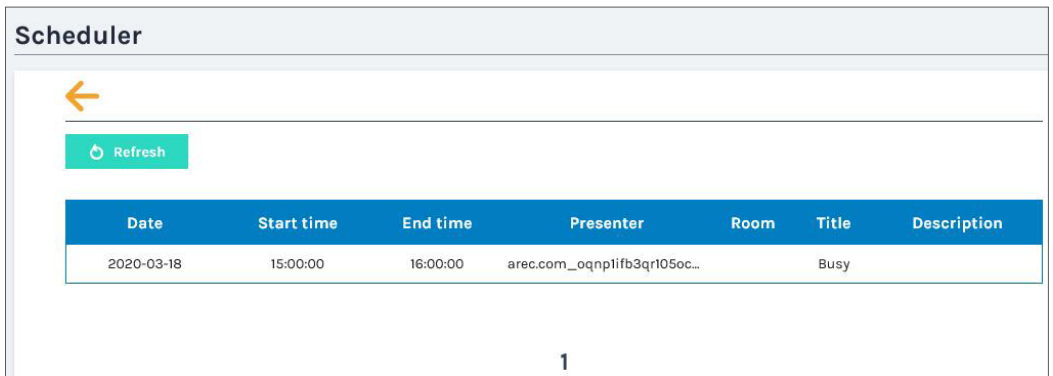 Scheduler
Refresh
Date Start time End time Presenter Room Title Description
2020-03-18 15:00:00 16:00:00 arec.com_oqnp1ifb3qr105oc... Busy
1